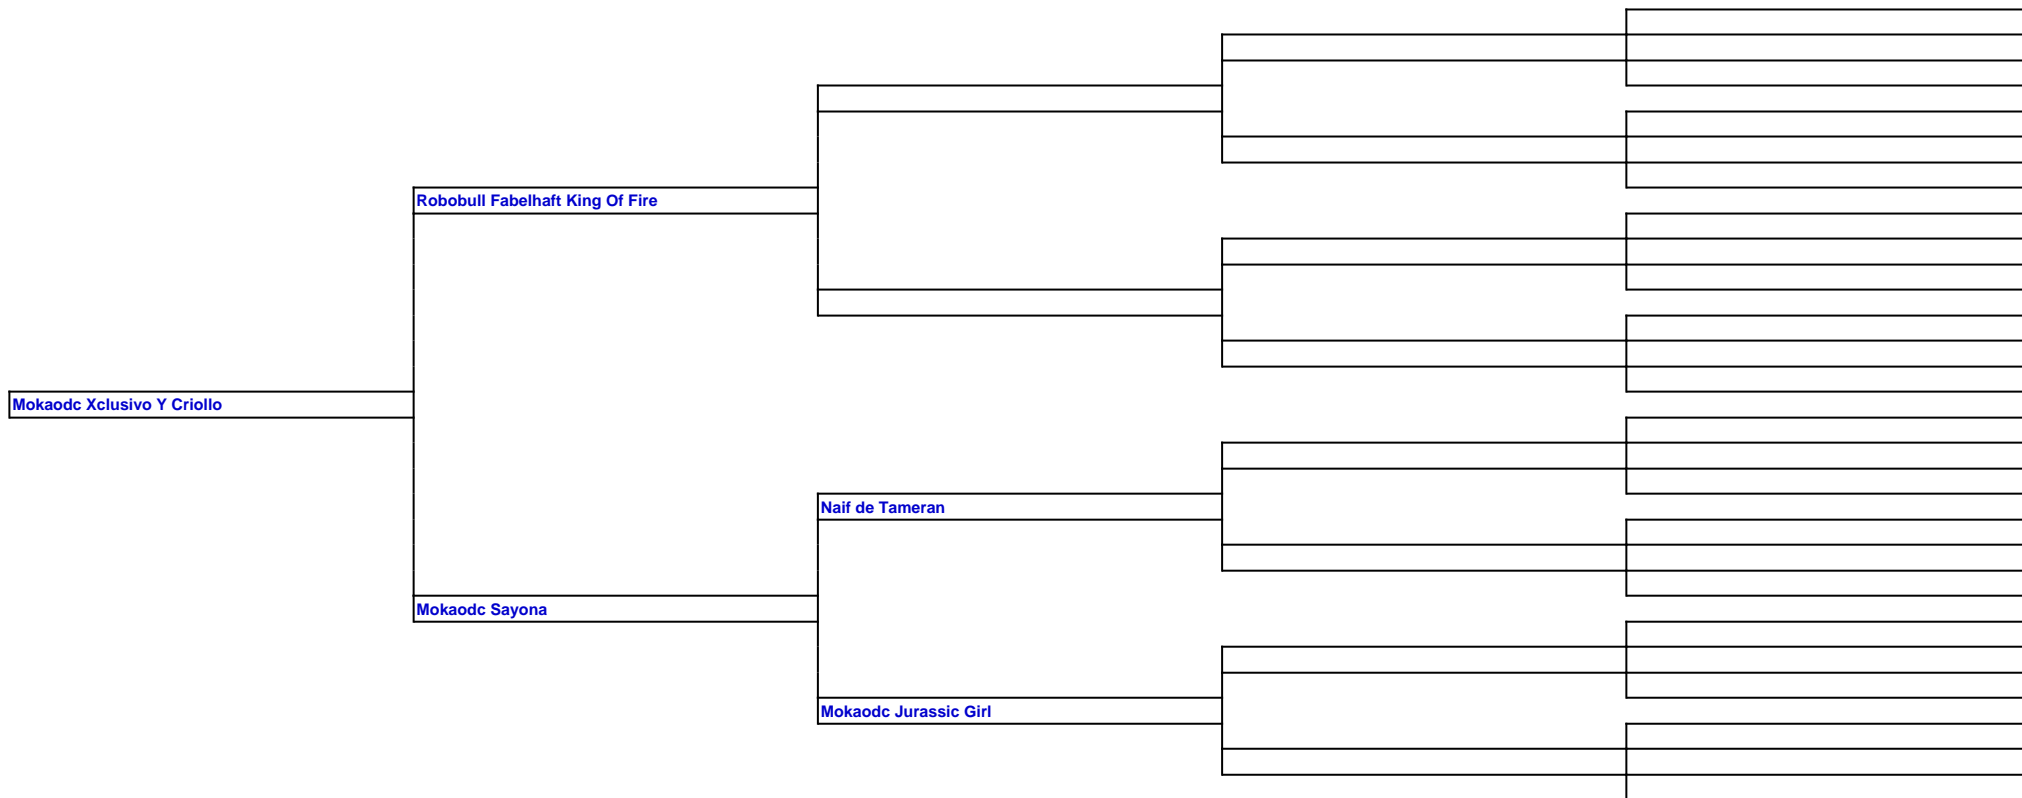 Robobull Fabelhaft King Of Fire
Mokaodc Xclusivo Y Criollo
Naif de Tameran
Mokaodc Sayona
Mokaodc Jurassic Girl